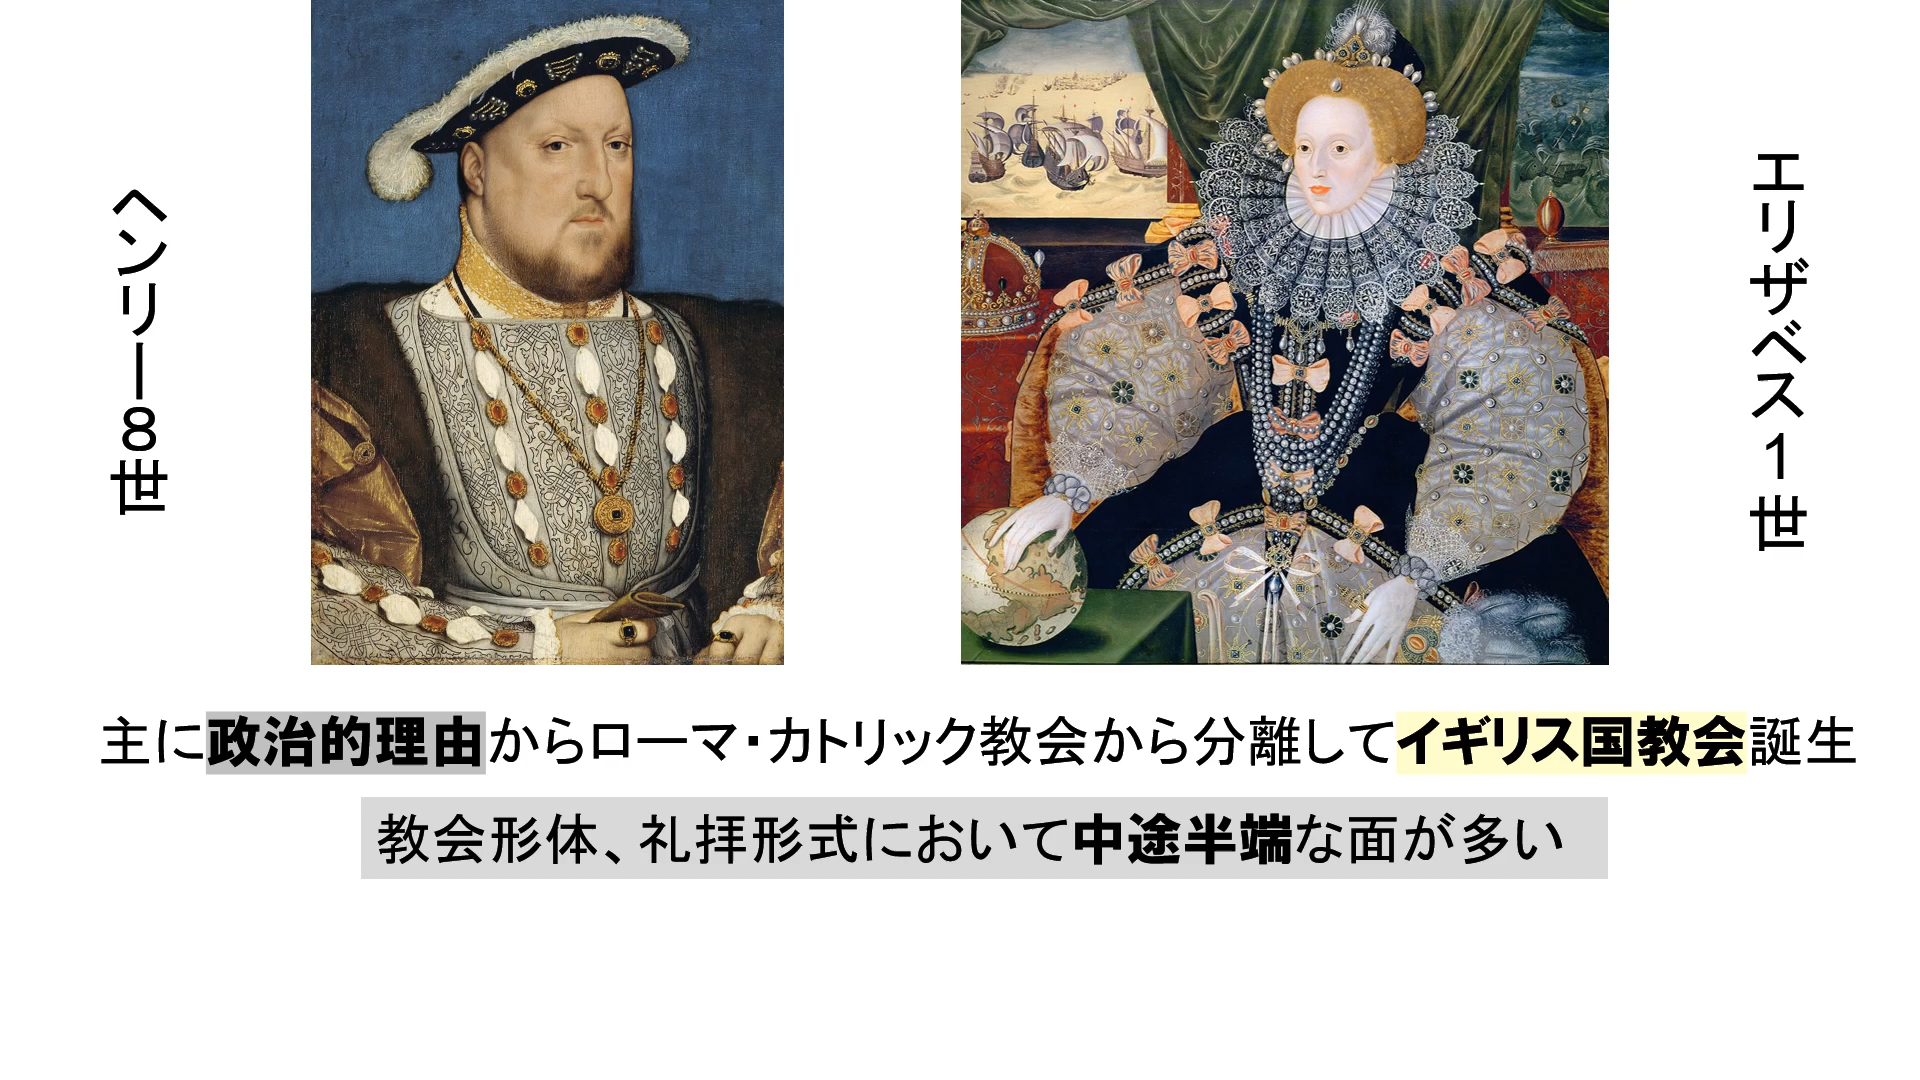 ヘンリー8世
エリザベス1世
主に政治的理由からローマ・カトリック教会から分離してイギリス国教会誕生
教会形体、礼拝形式において中途半端な面が多い